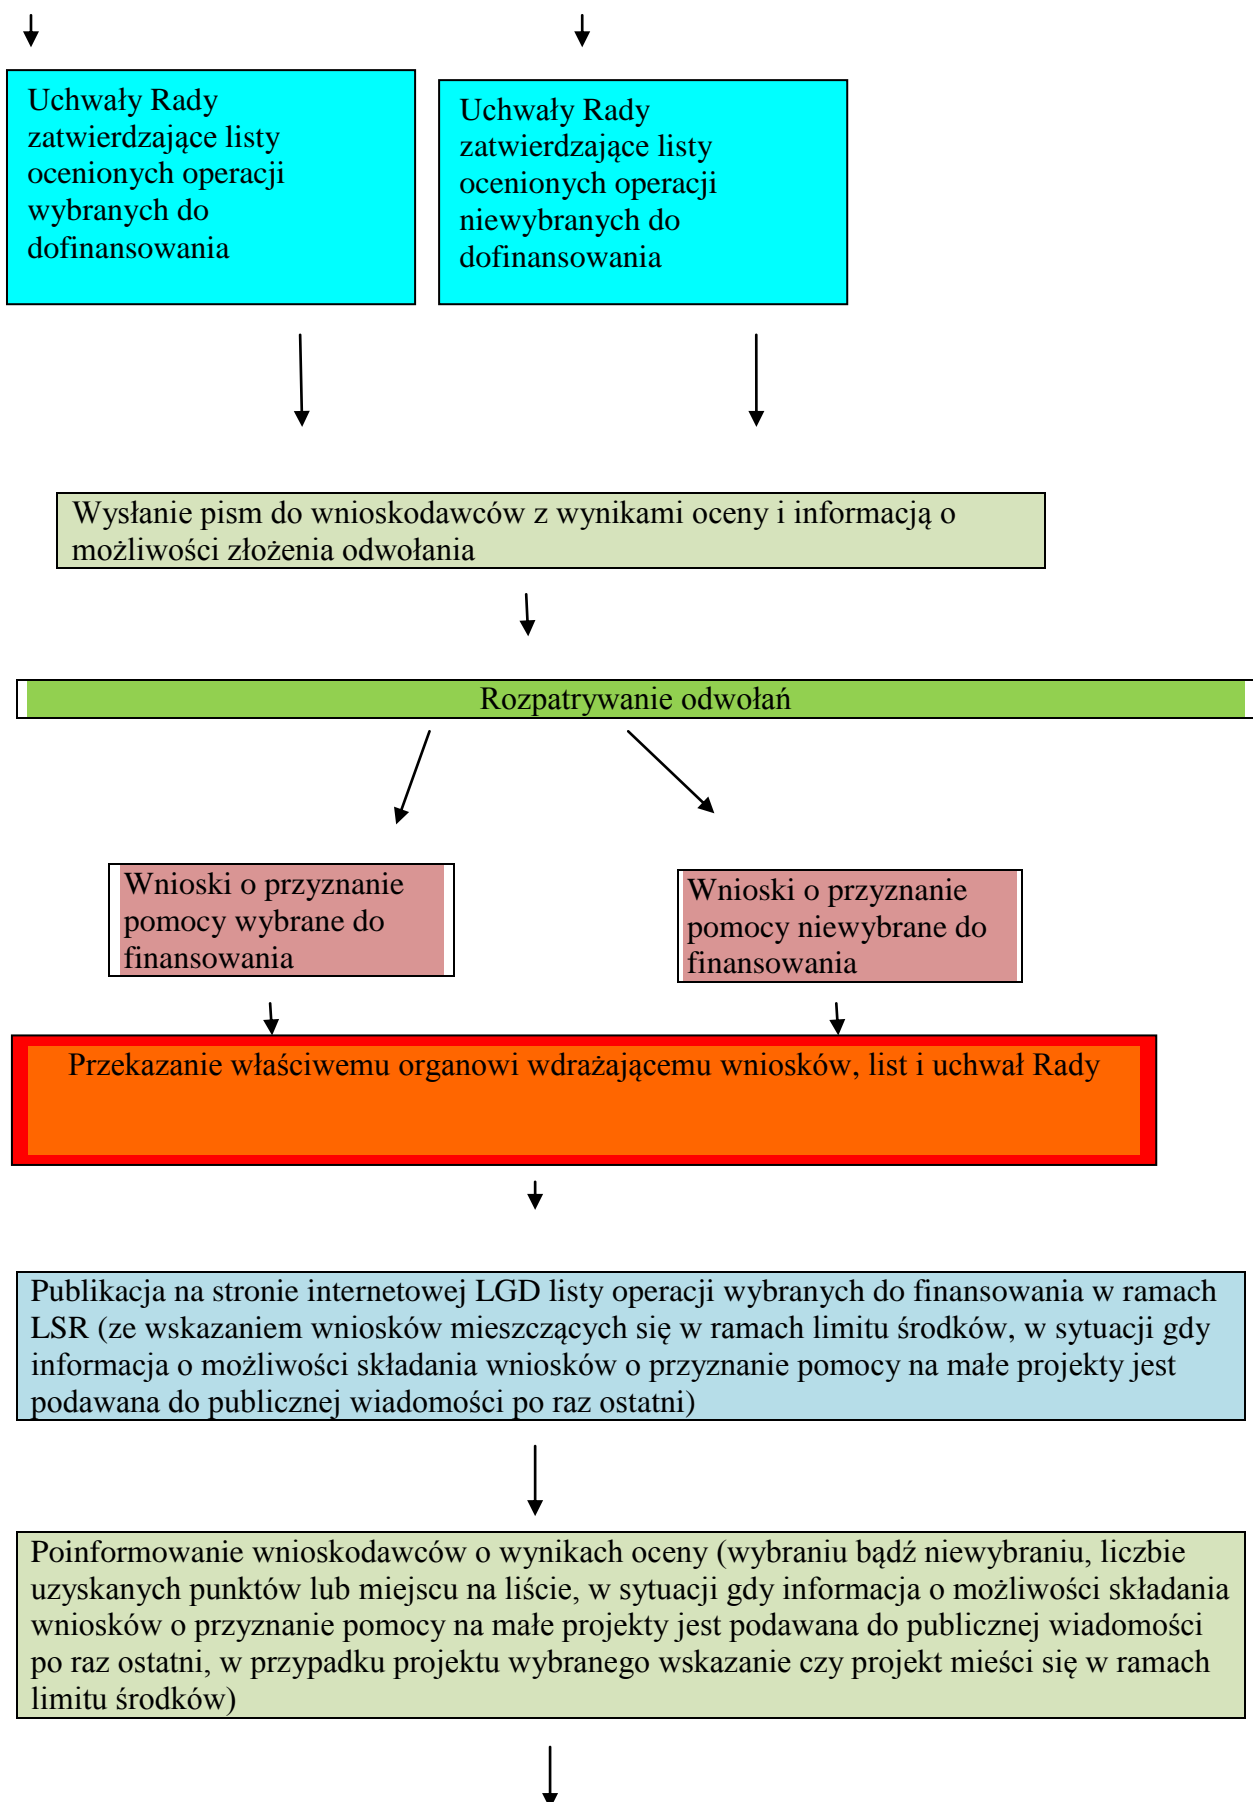 Uchwały Rady
zatwierdzające listy
ocenionych operacji
wybranych do
dofinansowania
Uchwały Rady
zatwierdzające listy
ocenionych operacji
niewybranych do
dofinansowania
Wysłanie pism do wnioskodawców z wynikami oceny i informacją o
możliwości złożenia odwołania
Rozpatrywanie odwołań
Wnioski o przyznanie
pomocy wybrane do
finansowania
Wnioski o przyznanie
pomocy niewybrane do
finansowania
Przekazanie właściwemu organowi wdrażającemu wniosków, list i uchwał Rady
Publikacja na stronie internetowej LGD listy operacji wybranych do finansowania w ramach
LSR (ze wskazaniem wniosków mieszczących się w ramach limitu środków, w sytuacji gdy
informacja o możliwości składania wniosków o przyznanie pomocy na małe projekty jest
podawana do publicznej wiadomości po raz ostatni)
Poinformowanie wnioskodawców o wynikach oceny (wybraniu bądź niewybraniu, liczbie
uzyskanych punktów lub miejscu na liście, w sytuacji gdy informacja o możliwości składania
wniosków o przyznanie pomocy na małe projekty jest podawana do publicznej wiadomości
po raz ostatni, w przypadku projektu wybranego wskazanie czy projekt mieści się w ramach
limitu środków)